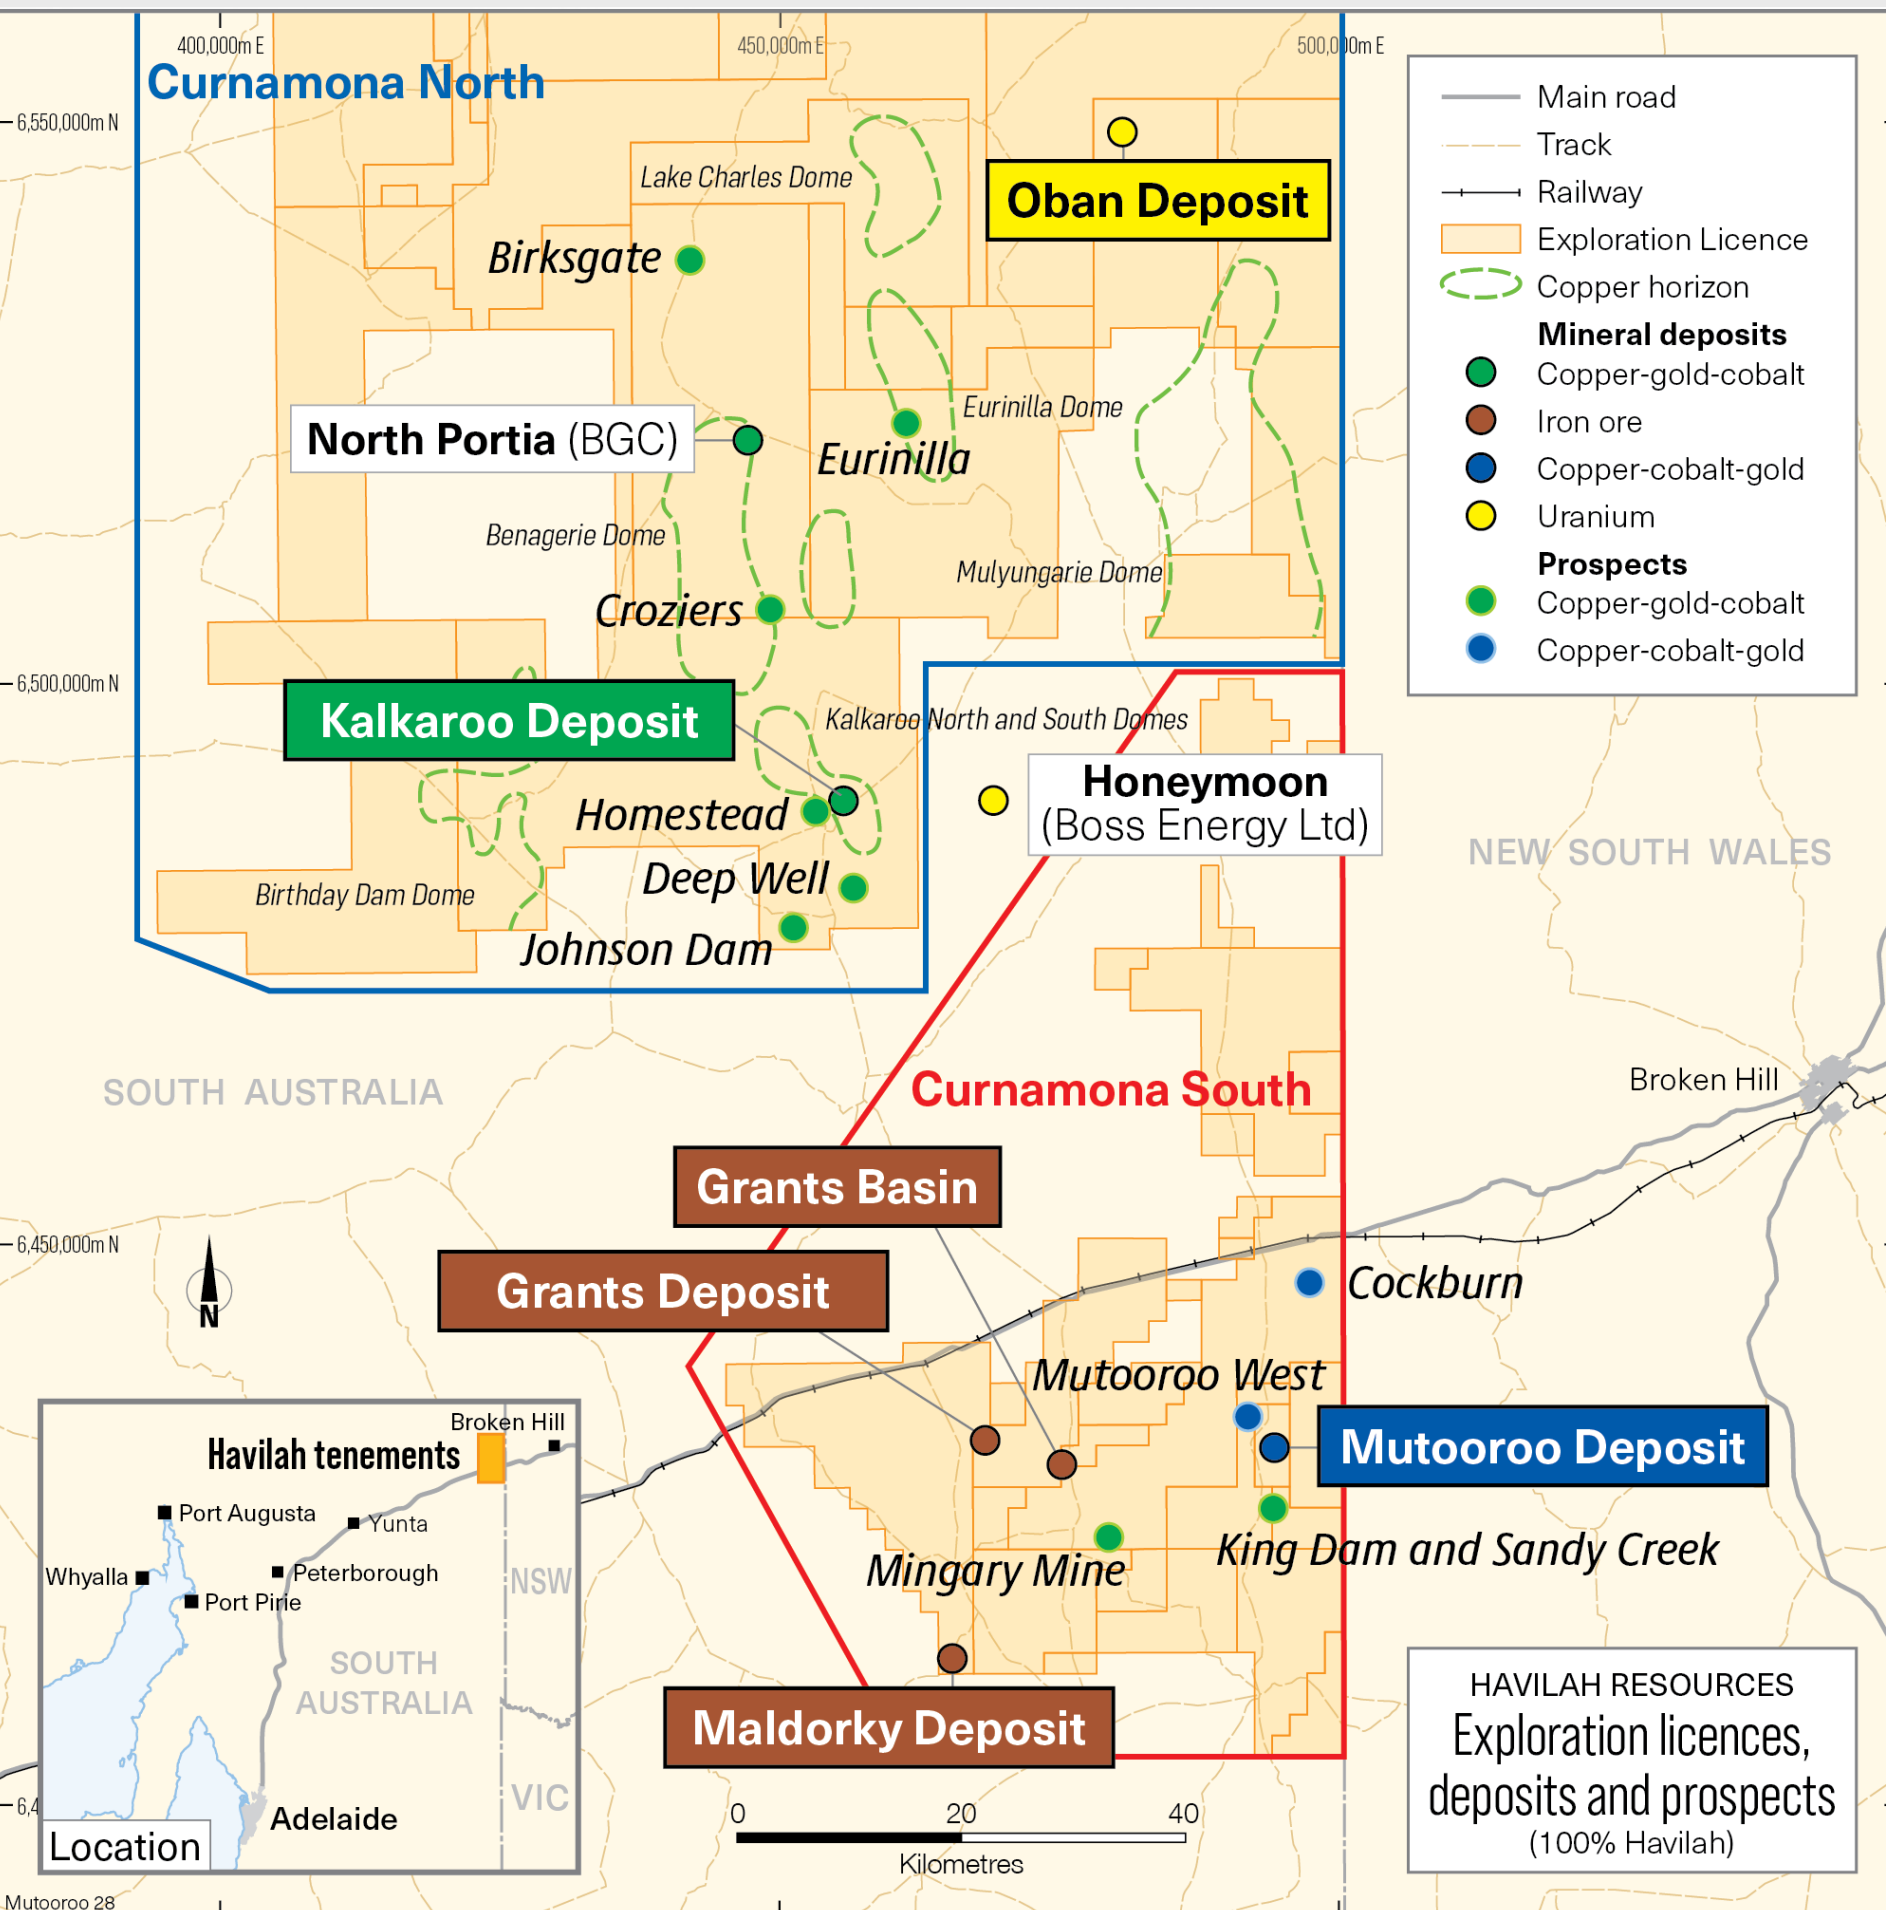 400,000m E
450,000m E
500,000m E
Curnamona North
6,550,000m N
Lake Charles Dome
Oban Deposit
Birksgate
Eurinilla Dome
North Portia (BGC)
Eurinilla
Benagerie Dome
Mulyungarie Dome
Croziers
6,500,000m N
Kalkaroo Deposit
Kalkaroo North and South Domes
Honeymoon
(Boss Energy Ltd)
Homestead
Deep Well
Birthday Dam Dome
Johnson Dam
Main road
Track
Railway
Exploration Licence
Copper horizon
Mineral deposits
Copper-gold-cobalt
Iron ore
Copper-cobalt-gold
Uranium
Prospects
Copper-gold-cobalt
Copper-cobalt-gold
NEW SOUTH WALES
SOUTH AUSTRALIA
Curnamona South
Broken Hill
Grants Basin
6,450,000m N
N
Grants Deposit
Cockburn
Mutooroo West
Mutooroo Deposit
King Dam and Sandy Creek
Mingary Mine
Maldorky Deposit
Broken Hill
Havilah tenements
Port Augusta
Yunta
Whyalla
Peterborough
NSW
Port Pirie
SOUTH
AUSTRALIA
VIC
6,4
Adelaide
Location
0 20 40
Kilometres
HAVILAH RESOURCES
Exploration licences,
deposits and prospects
(100% Havilah)
Mutooroo 28